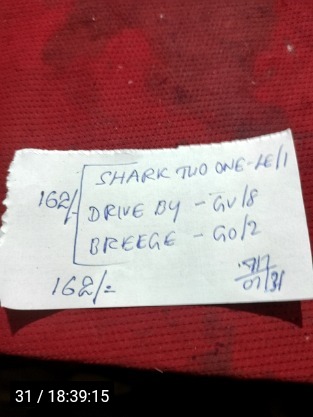 SHARK TWO ONE-LE/1
162/-
DRIVE BY - GV/8
BREEGE - GO/2
162/=
07/31
31 / 18:39:15